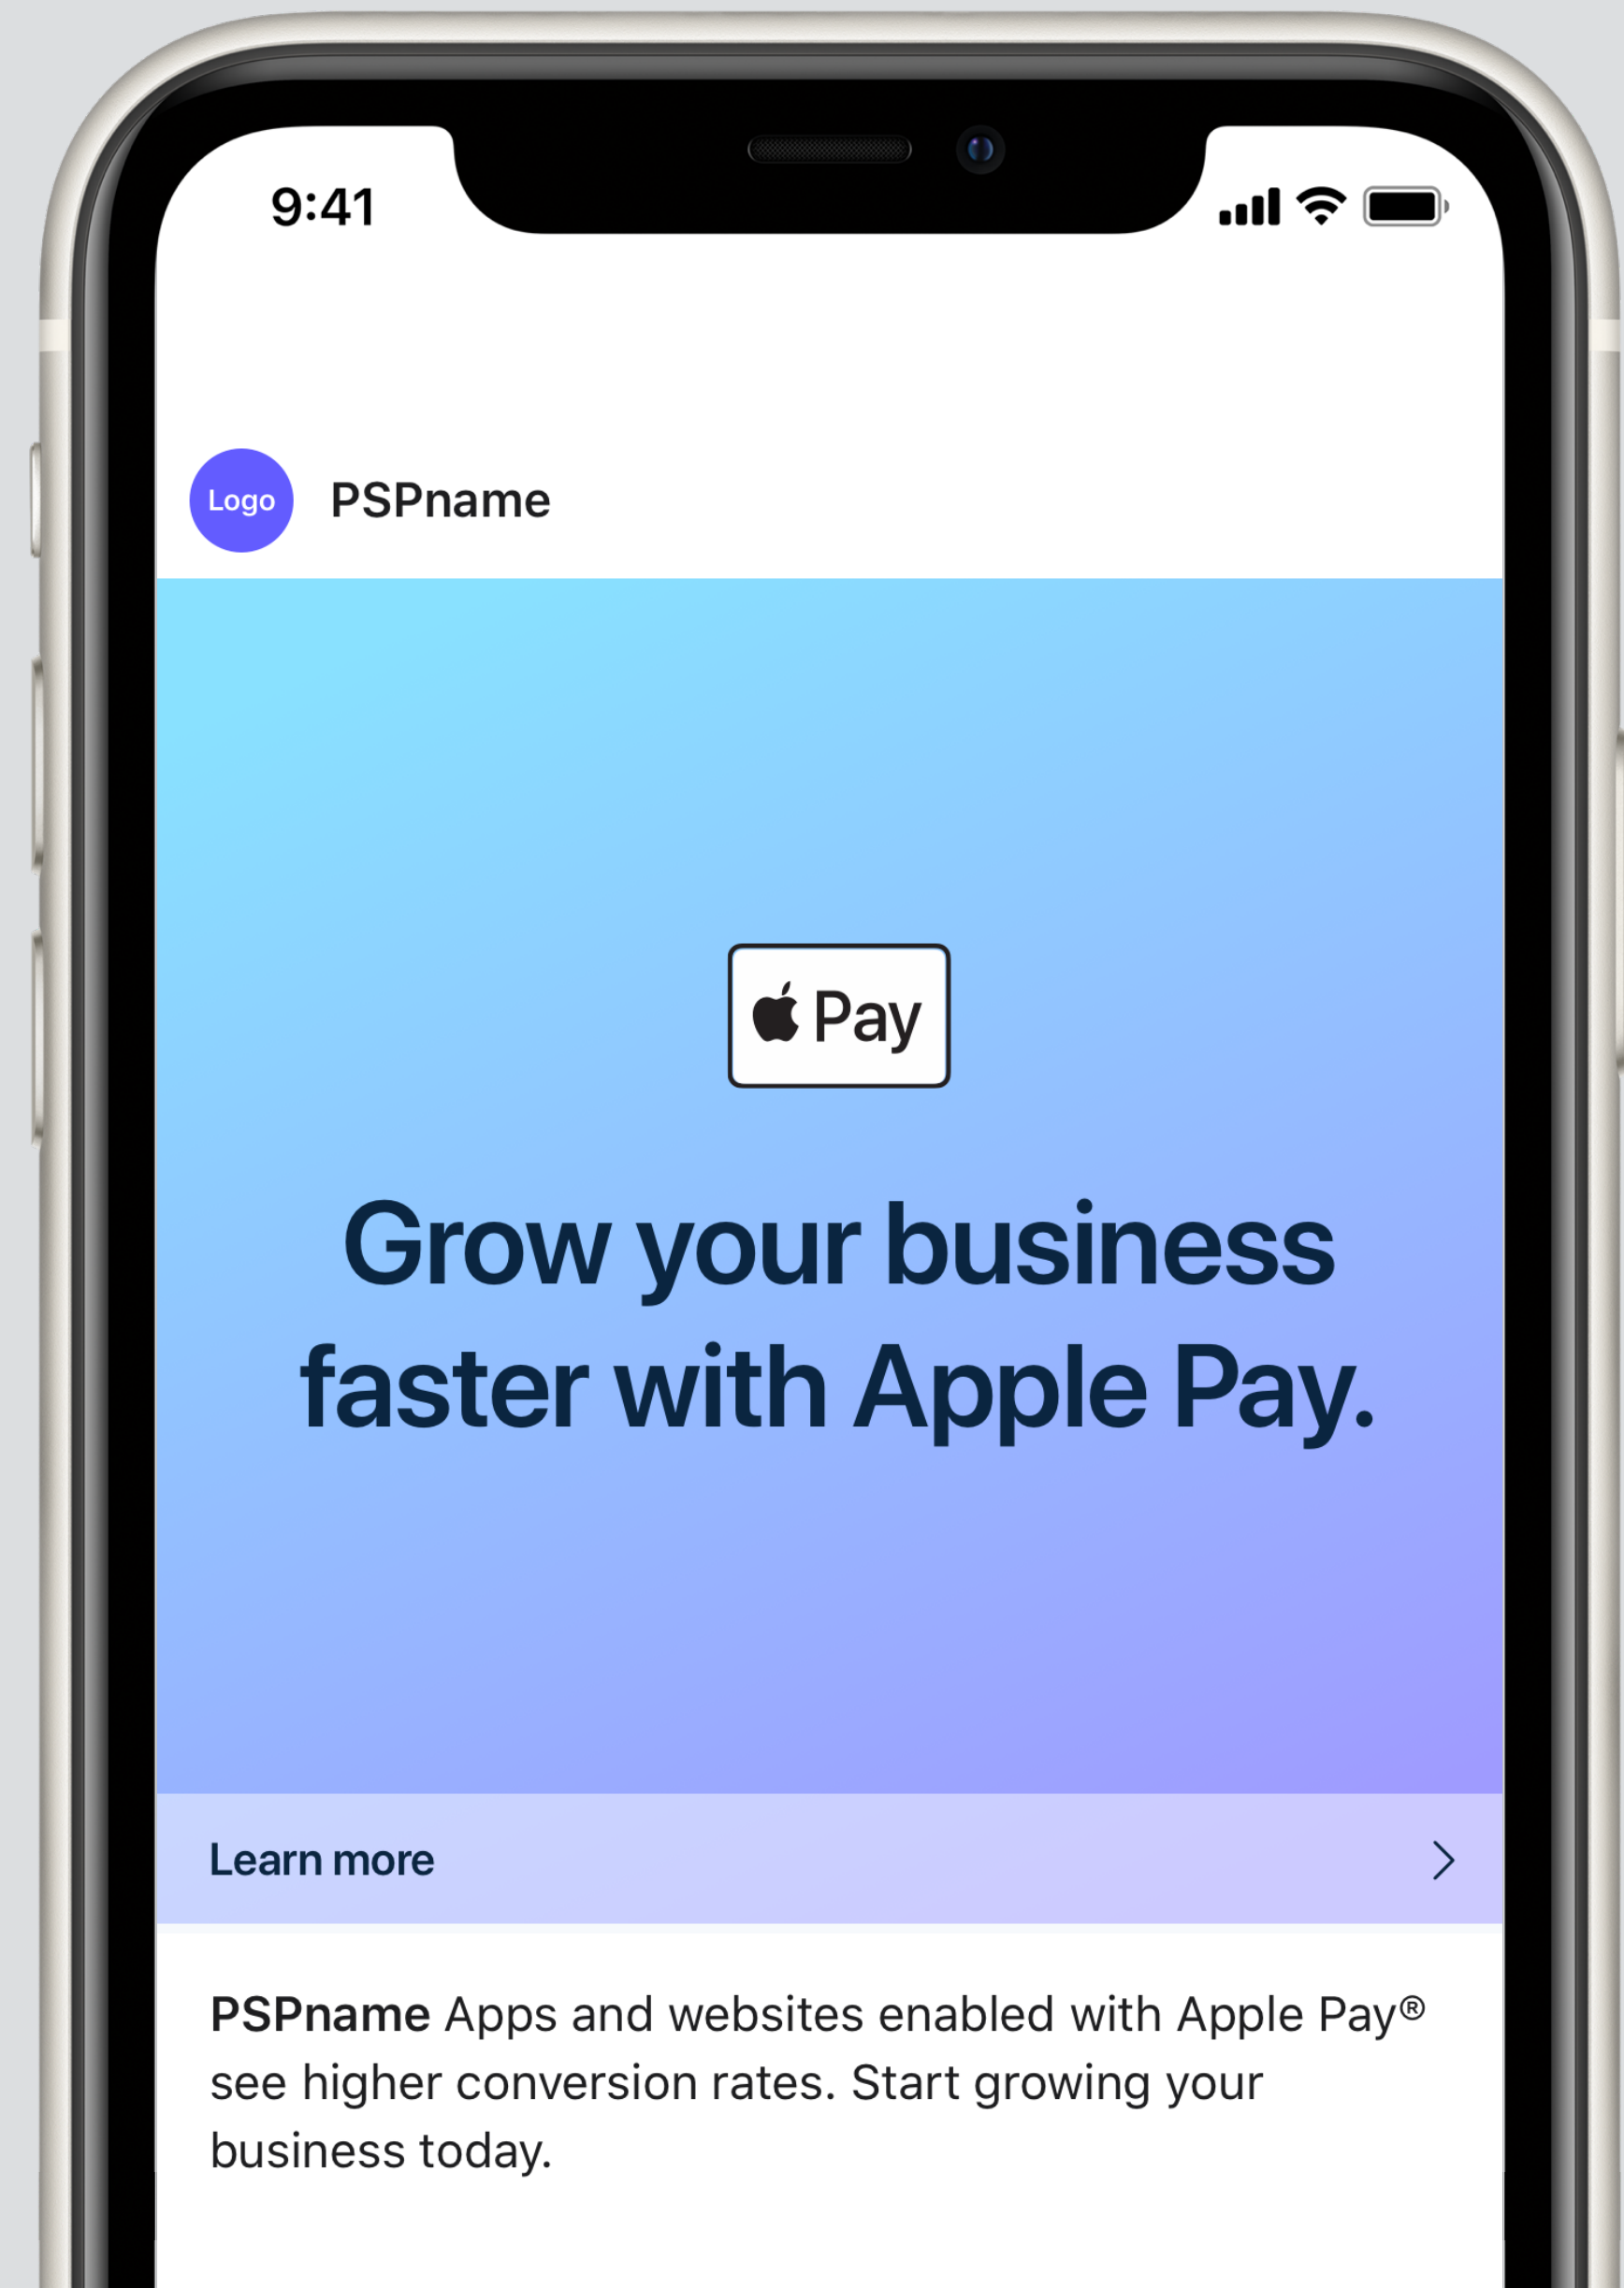 9:41
Logo
PSPname
Pay
Grow your business
faster with Apple Pay.
Learn more
PSPname Apps and websites enabled with Apple Pay®
see higher conversion rates. Start growing your
business today.